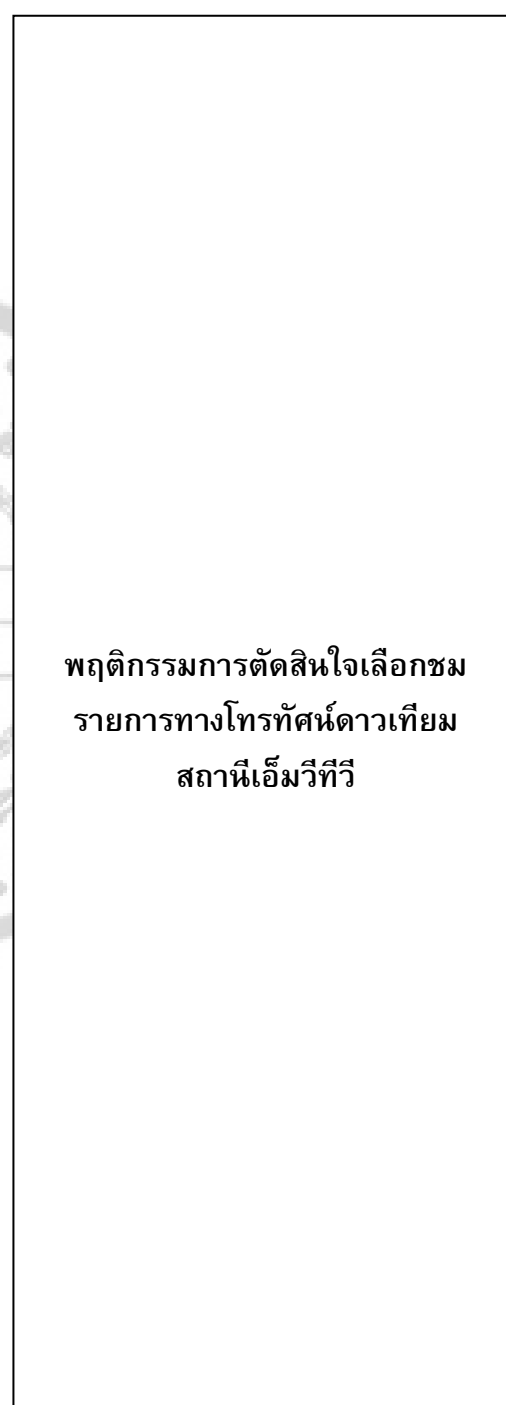 พฤติกรรมการตัดสินใจเลือกชม
รายการทางโทรทัศน์ดาวเทียม
สถานีเอ็มวีทีวี